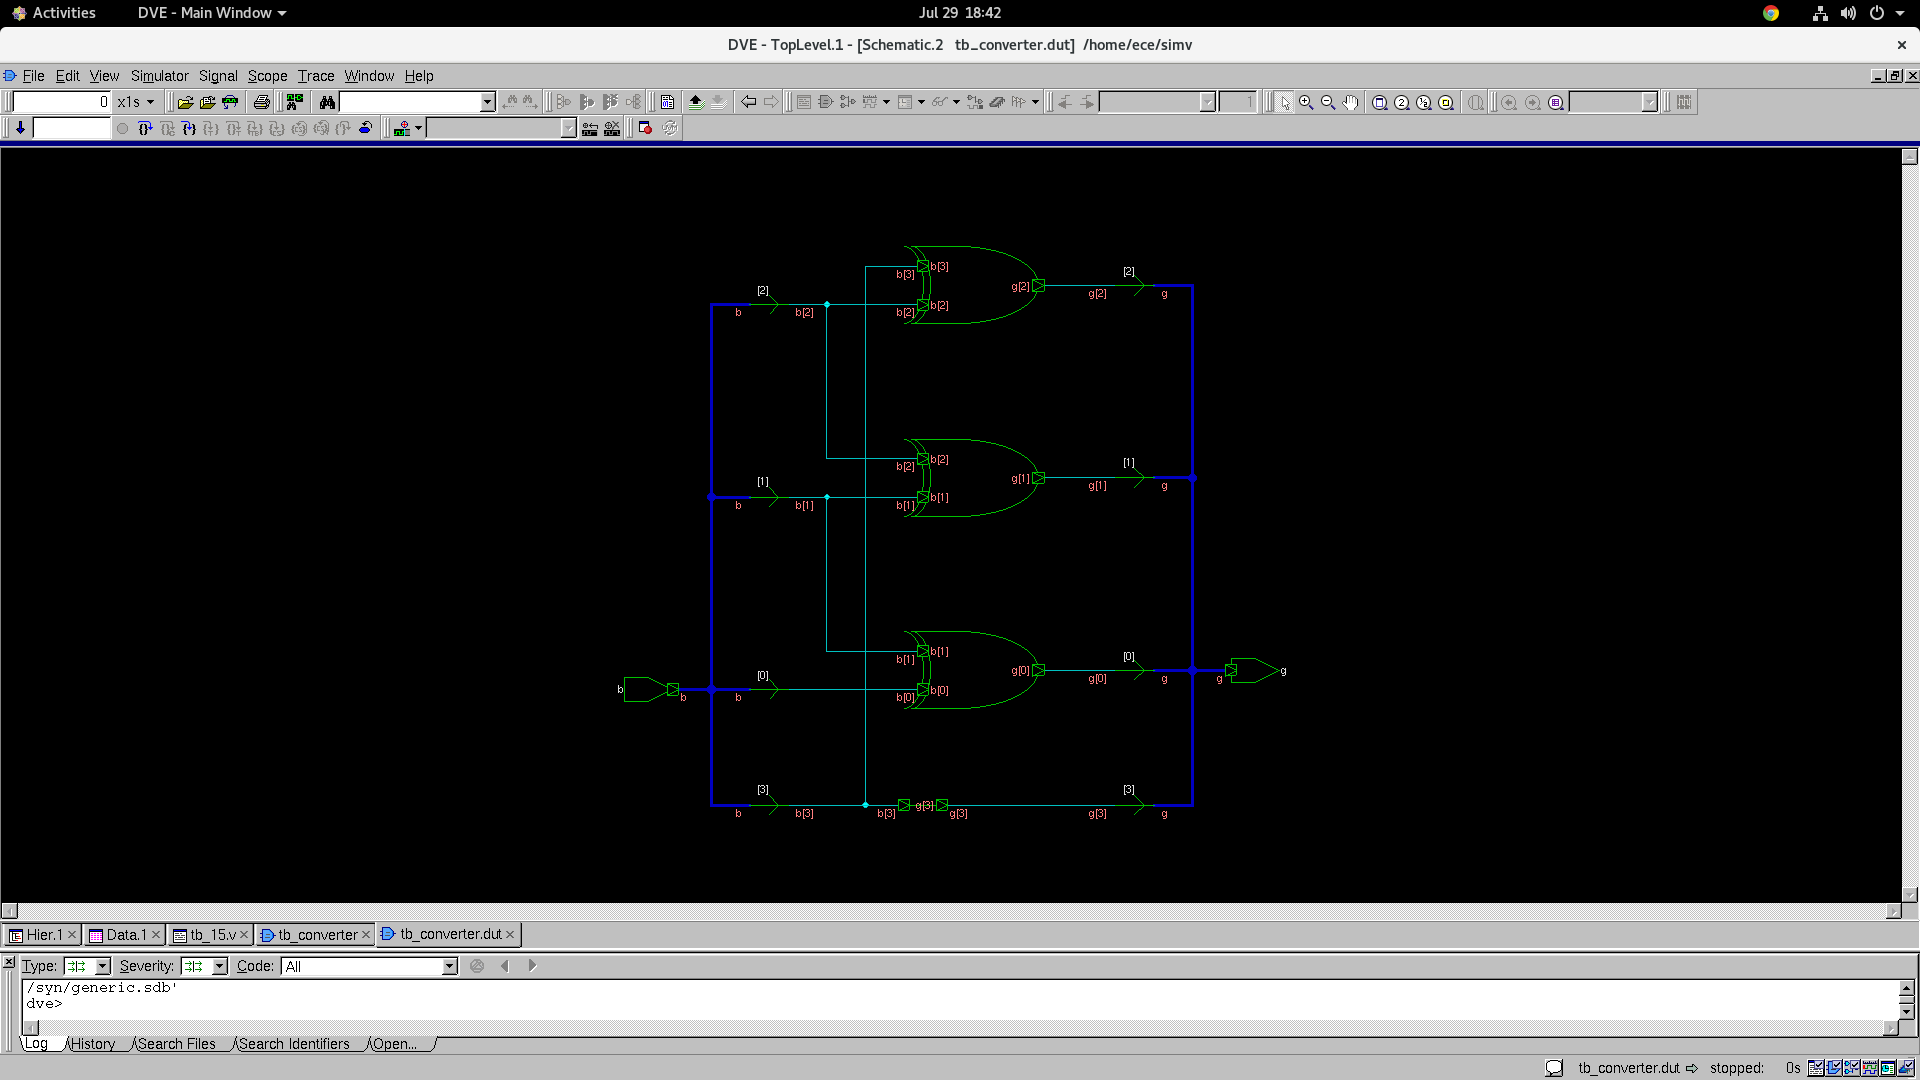 Activities DVE - Main Window Jul 29 18:42
DVE - TopLevel.1 - [Schematic.2 tb_converter.dut] /home/ece/simv
File Edit View Simulator Signal Scope Trace Window Help
0 x1s 1
b[3] b[3]
[2] g[2] [2]
b b[2] b[2] b[2] g[2] g
b[2] b[2]
[1] g[1] [1]
b b[1] b[1] b[1] g[1] g
b[1] b[1]
[0] g[0] [0]
b b b b[0] b[0] g[0] g g g
[3] [3]
b b[3] b[3] g[3] g[3] g[3] g
Hier.1 Data.1 tb_15.v tb_converter tb_converter.dut
Type: Severity: Code: All
/syn/generic.sdb'
dve>
Log History Search Files Search Identifiers Open...
tb_converter.dut stopped: 0s